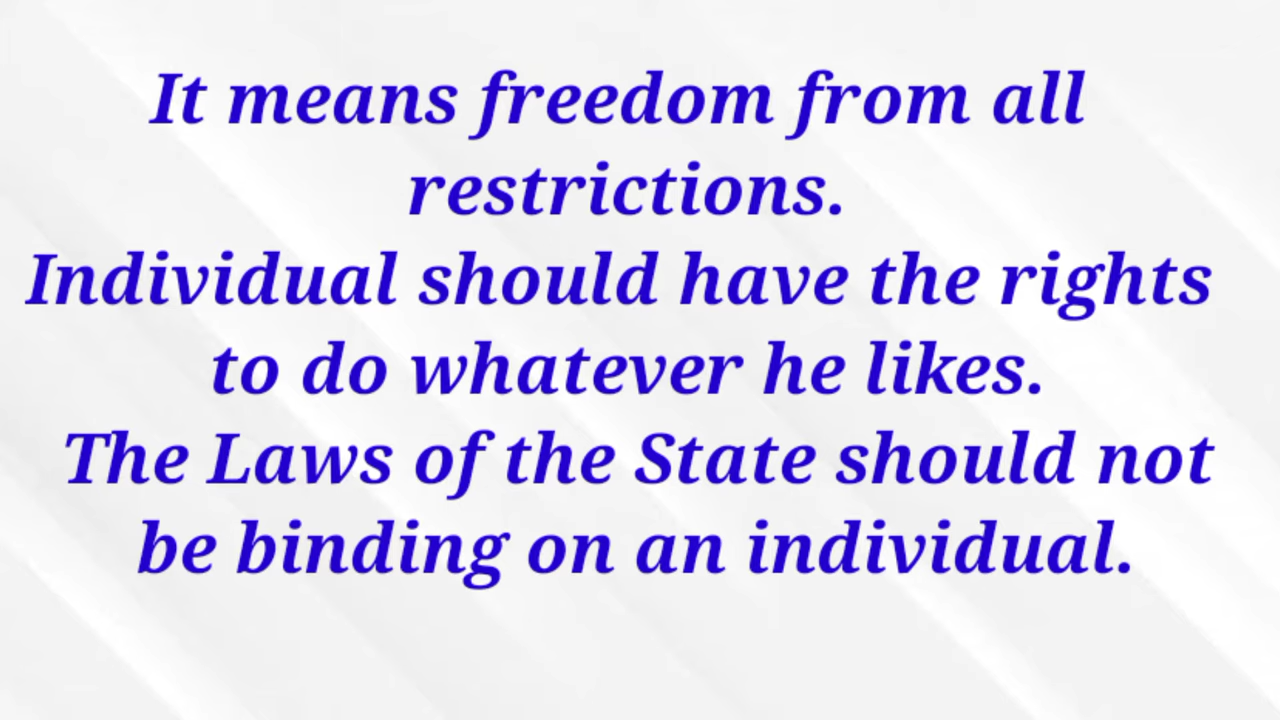 It means freedom from all
restrictions.
Individual should have the rights
to do whatever he likes.
The Laws of the State should not
be binding on an individual.